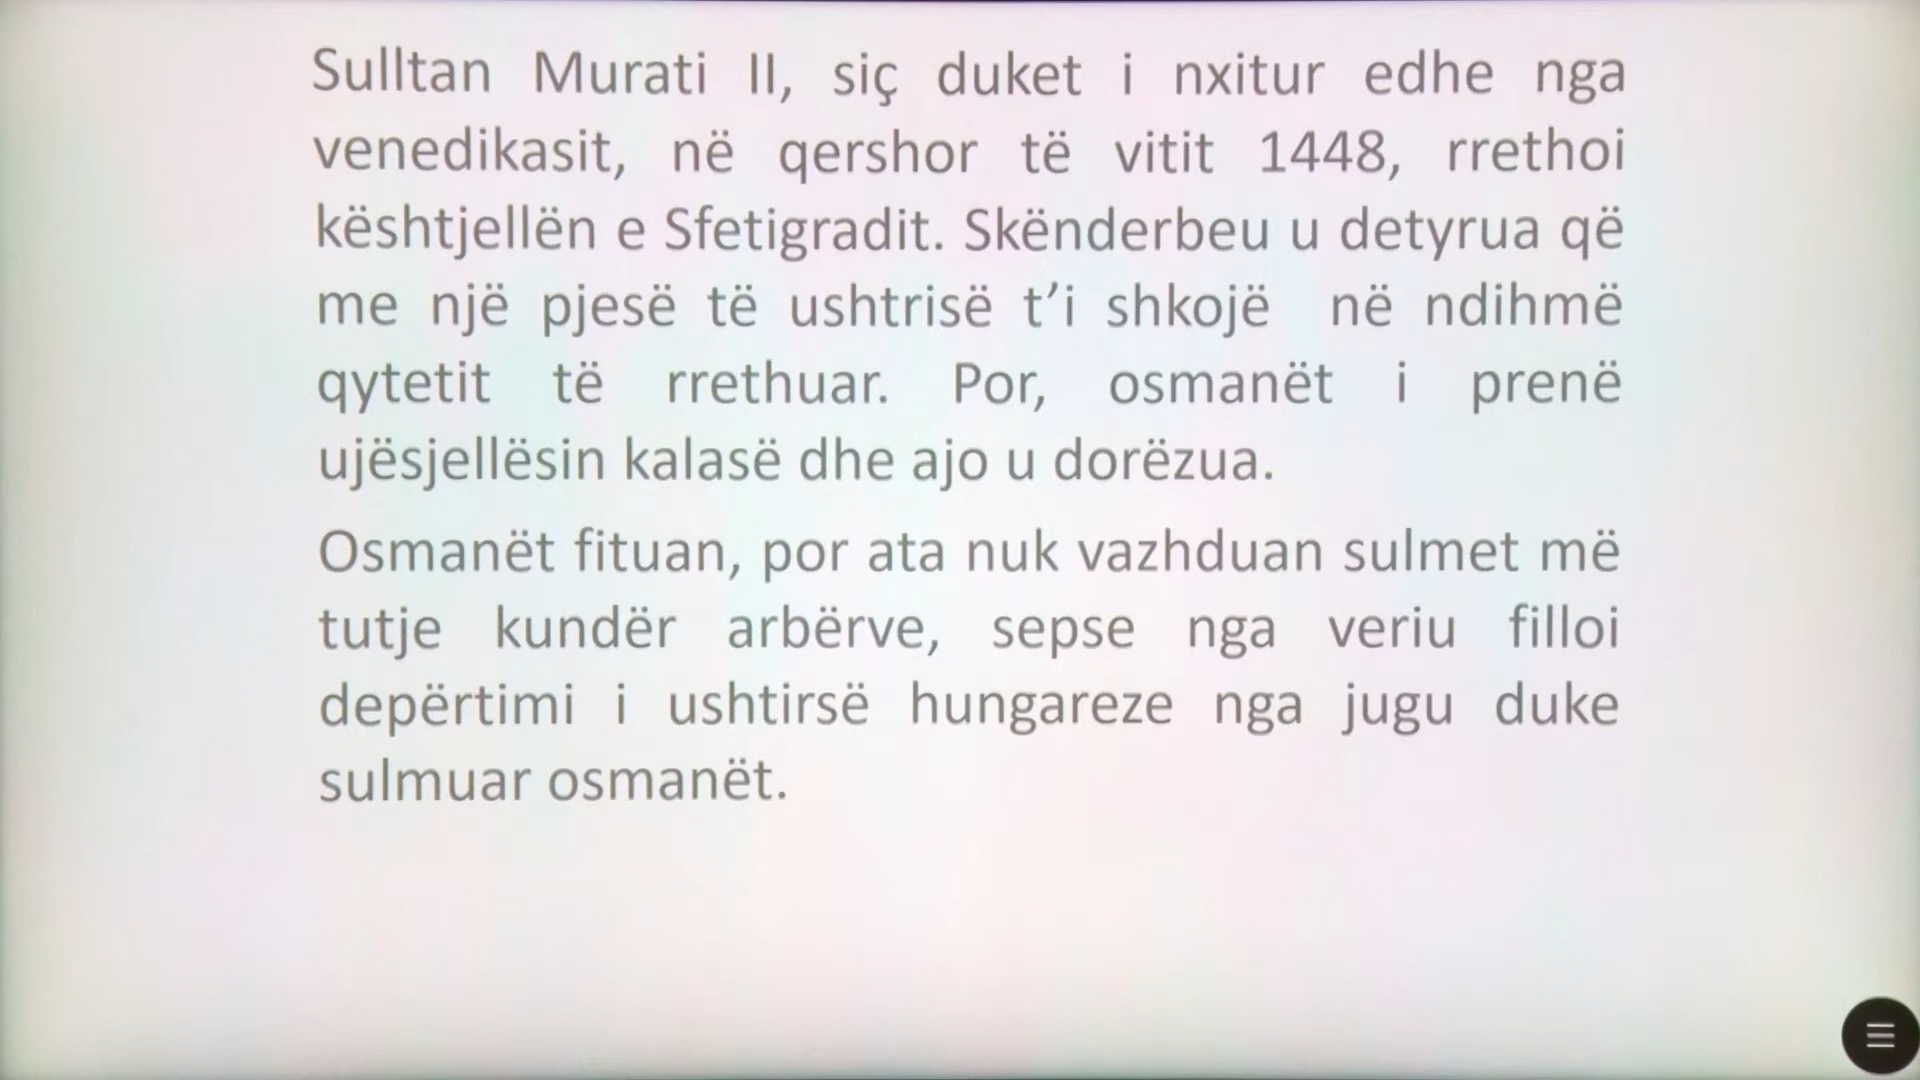 Sulltan Murati II, siç duket i nxitur edhe nga
venedikasit, në qershor të vitit 1448, rrethoi
kështjellën e Sfetigradit. Skënderbeu u detyrua që
me një pjesë të ushtrisë t’i shkojë në ndihmë
qytetit të rrethuar. Por, osmanët i prenë
ujësjellësin kalasë dhe ajo u dorëzua.
Osmanët fituan, por ata nuk vazhduan sulmet më
tutje kundër arbërve, sepse nga veriu filloi
depërtimi i ushtirsë hungareze nga jugu duke
sulmuar osmanët.